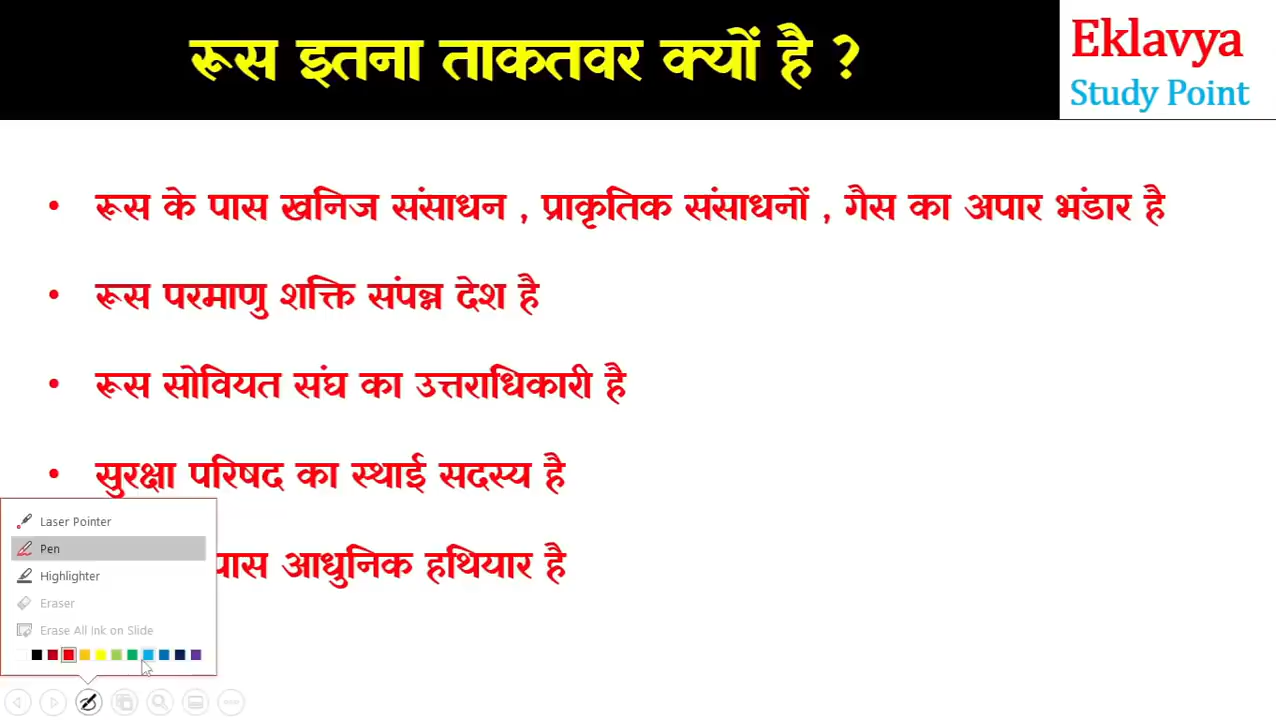 रूस इतना ताकतवर क्यों है ?
Eklavya
Study Point
• रूस के पास खनिज संसाधन , प्राकृतिक संसाधनों , गैस का अपार भंडार है
• रूस परमाणु शक्ति संपन्न देश है
• रूस सोवियत संघ का उत्तराधिकारी है
• सुरक्षा परिषद का स्थाई सदस्य है
पास आधुनिक हथियार है
Laser Pointer
Pen
Highlighter
Eraser
Erase All Ink on Slide